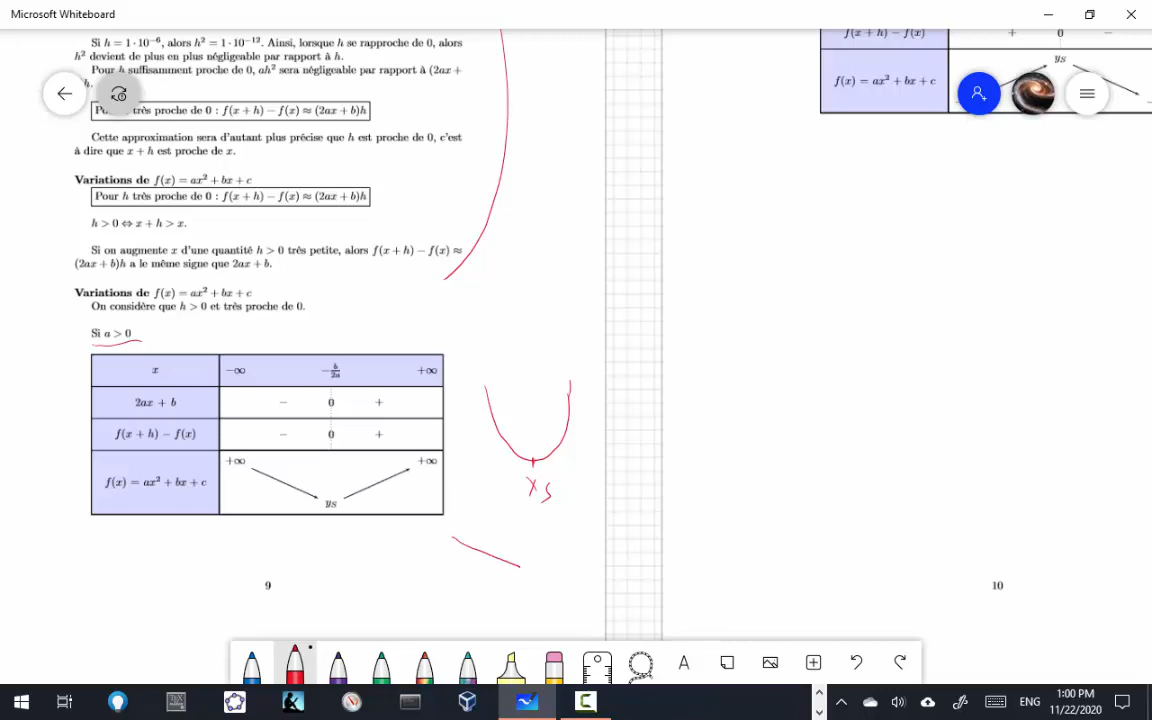 Microsoft Whiteboard
Si h = 1 · 10⁻⁶, alors h² = 1 · 10⁻¹². Ainsi, lorsque h se rapproche de 0, alors
h² devient de plus en plus négligeable par rapport à h.
Pour h suffisamment proche de 0, ah² sera négligeable par rapport à (2ax +
h.
très proche de 0 : f(x + h) − f(x) ≈ (2ax + b)h
Cette approximation sera d'autant plus précise que h est proche de 0, c'est
à dire que x + h est proche de x.
Variations de f(x) = ax² + bx + c
Pour h très proche de 0 : f(x + h) − f(x) ≈ (2ax + b)h
h > 0 ⇔ x + h > x.
Si on augmente x d'une quantité h > 0 très petite, alors f(x + h) − f(x) ≈
(2ax + b)h a le même signe que 2ax + b.
Variations de f(x) = ax² + bx + c
On considère que h > 0 et très proche de 0.
Si a > 0
x −∞ −b/2a +∞
2ax + b − 0 +
f(x + h) − f(x) − 0 +
+∞ +∞
f(x) = ax² + bx + c
yS
xS
9
f(x + h) − f(x) + 0 −
yS
f(x) = ax² + bx + c
10
ENG
1:00 PM
11/22/2020